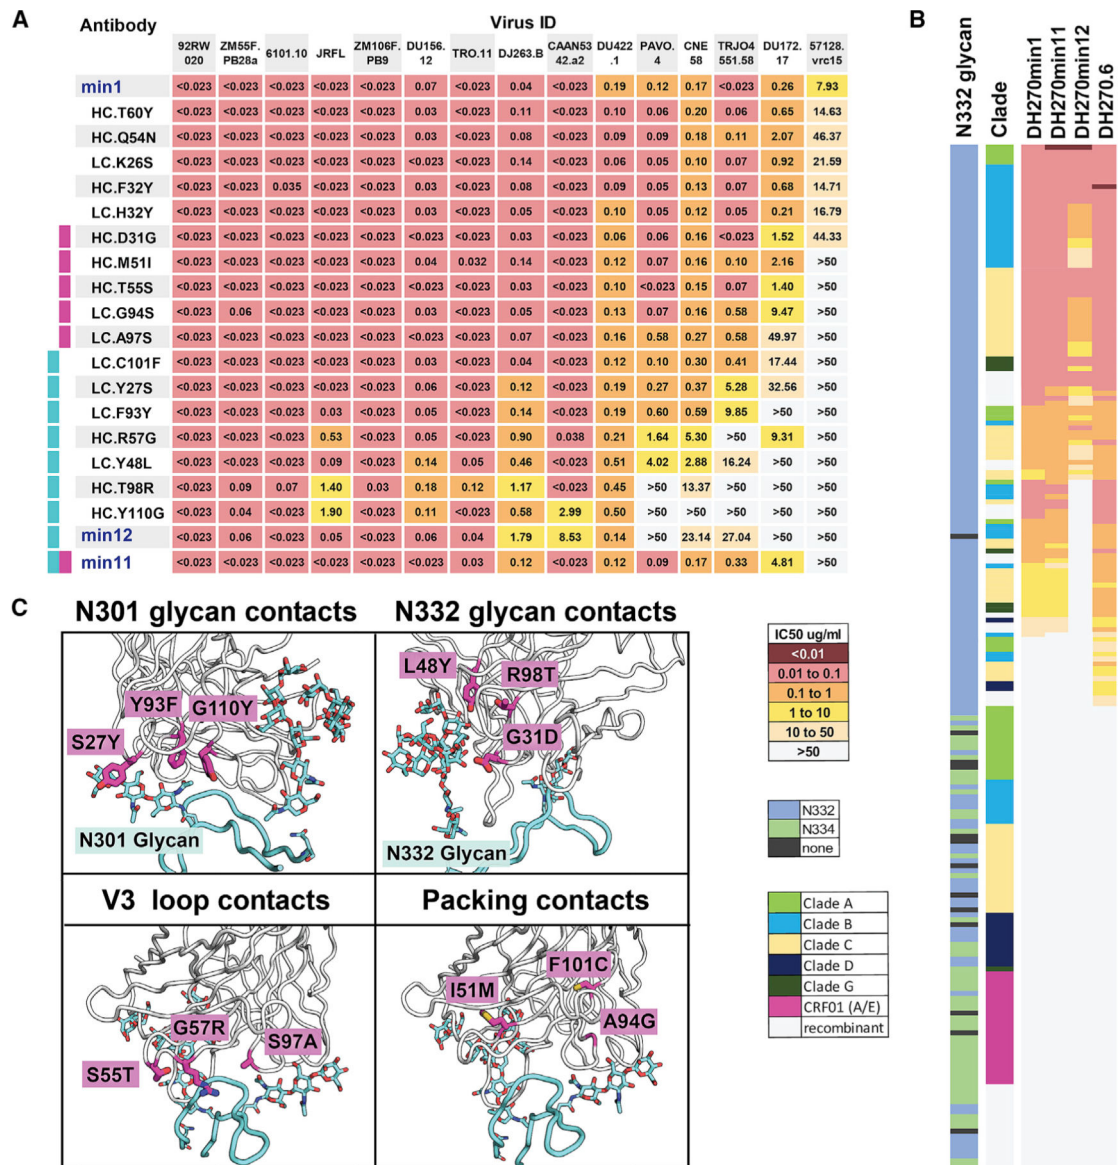 A
Antibody
Virus ID
92RW 020
ZM55F. PB28a
6101.10
JRFL
ZM106F. PB9
DU156. 12
TRO.11
DJ263.B
CAAN53 42.a2
DU422 .1
PAVO. 4
CNE 58
TRJO4 551.58
DU172. 17
57128. vrc15
min1 <0.023 <0.023 <0.023 <0.023 <0.023 0.07 <0.023 0.04 <0.023 0.19 0.12 0.17 <0.023 0.26 7.93
HC.T60Y <0.023 <0.023 <0.023 <0.023 <0.023 0.03 <0.023 0.11 <0.023 0.10 0.06 0.20 0.06 0.65 14.63
HC.Q54N <0.023 <0.023 <0.023 <0.023 <0.023 0.03 <0.023 0.08 <0.023 0.09 0.09 0.18 0.11 2.07 46.37
LC.K26S <0.023 <0.023 <0.023 <0.023 <0.023 <0.023 <0.023 0.14 <0.023 0.06 0.05 0.10 0.07 0.92 21.59
HC.F32Y <0.023 <0.023 0.035 <0.023 <0.023 0.03 <0.023 0.08 <0.023 0.09 0.05 0.13 0.07 0.68 14.71
LC.H32Y <0.023 <0.023 <0.023 <0.023 <0.023 0.03 <0.023 0.05 <0.023 0.10 0.05 0.12 0.05 0.21 16.79
HC.D31G <0.023 <0.023 <0.023 <0.023 <0.023 <0.023 <0.023 0.03 <0.023 0.06 0.06 0.16 <0.023 1.52 44.33
HC.M51I <0.023 <0.023 <0.023 <0.023 <0.023 0.04 0.032 0.14 <0.023 0.12 0.07 0.16 0.10 2.16 >50
HC.T55S <0.023 <0.023 <0.023 <0.023 <0.023 <0.023 <0.023 0.03 <0.023 0.10 <0.023 0.15 0.07 1.40 >50
LC.G94S <0.023 0.06 <0.023 <0.023 <0.023 0.03 <0.023 0.05 <0.023 0.13 0.07 0.16 0.58 9.47 >50
LC.A97S <0.023 <0.023 <0.023 <0.023 <0.023 <0.023 <0.023 0.07 <0.023 0.16 0.58 0.27 0.58 49.97 >50
LC.C101F <0.023 <0.023 <0.023 <0.023 <0.023 0.03 <0.023 0.04 <0.023 0.12 0.10 0.30 0.41 17.44 >50
LC.Y27S <0.023 <0.023 <0.023 <0.023 <0.023 0.06 <0.023 0.12 <0.023 0.19 0.27 0.37 5.28 32.56 >50
LC.F93Y <0.023 <0.023 <0.023 0.03 <0.023 0.05 <0.023 0.14 <0.023 0.19 0.60 0.59 9.85 >50 >50
HC.R57G <0.023 <0.023 <0.023 0.53 <0.023 0.05 <0.023 0.90 0.038 0.21 1.64 5.30 >50 9.31 >50
LC.Y48L <0.023 <0.023 <0.023 0.09 <0.023 0.14 0.05 0.46 <0.023 0.51 4.02 2.88 16.24 >50 >50
HC.T98R <0.023 0.09 0.07 1.40 0.03 0.18 0.12 1.17 <0.023 0.45 >50 13.37 >50 >50 >50
HC.Y110G <0.023 0.04 <0.023 1.90 <0.023 0.11 <0.023 0.58 2.99 0.50 >50 >50 >50 >50 >50
min12 <0.023 0.06 <0.023 0.05 <0.023 0.06 0.04 1.79 8.53 0.14 >50 23.14 27.04 >50 >50
min11 <0.023 <0.023 <0.023 <0.023 <0.023 <0.023 0.03 0.12 <0.023 0.12 0.09 0.17 0.33 4.81 >50
B
N332 glycan
Clade
DH270min1
DH270min11
DH270min12
DH270.6
C
N301 glycan contacts
Y93F
G110Y
S27Y
N301 Glycan
N332 glycan contacts
L48Y
R98T
G31D
N332 Glycan
V3 loop contacts
G57R
S97A
S55T
Packing contacts
F101C
I51M
A94G
IC50 ug/ml
<0.01
0.01 to 0.1
0.1 to 1
1 to 10
10 to 50
>50
N332
N334
none
Clade A
Clade B
Clade C
Clade D
Clade G
CRF01 (A/E)
recombinant